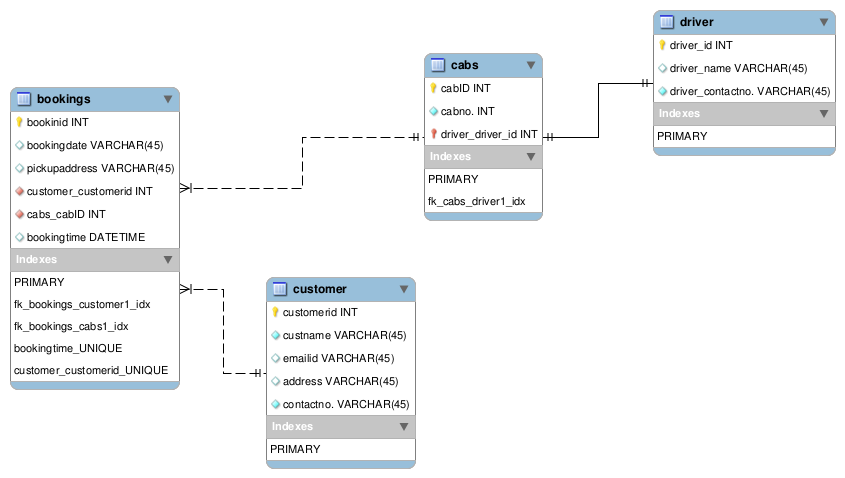 bookings
bookinid INT
bookingdate VARCHAR(45)
pickupaddress VARCHAR(45)
customer_customerid INT
cabs_cabID INT
bookingtime DATETIME
Indexes
PRIMARY
fk_bookings_customer1_idx
fk_bookings_cabs1_idx
bookingtime_UNIQUE
customer_customerid_UNIQUE
cabs
cabID INT
cabno. INT
driver_driver_id INT
Indexes
PRIMARY
fk_cabs_driver1_idx
driver
driver_id INT
driver_name VARCHAR(45)
driver_contactno. VARCHAR(45)
Indexes
PRIMARY
customer
customerid INT
custname VARCHAR(45)
emailid VARCHAR(45)
address VARCHAR(45)
contactno. VARCHAR(45)
Indexes
PRIMARY